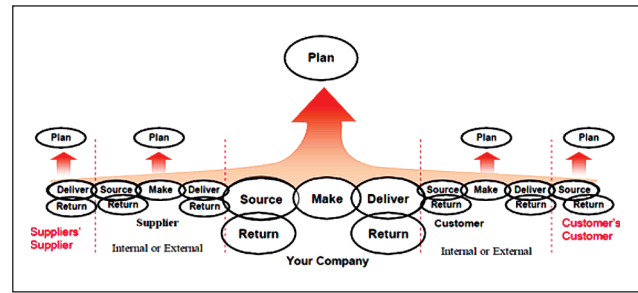 Plan
Plan Plan Plan Plan
Deliver Source Make Deliver Source Make Deliver Source Make Deliver Source
Return Return Return Return Return Return Return Return
Suppliers' Supplier Customer Customer's
Supplier Internal or External Internal or External Customer
Your Company